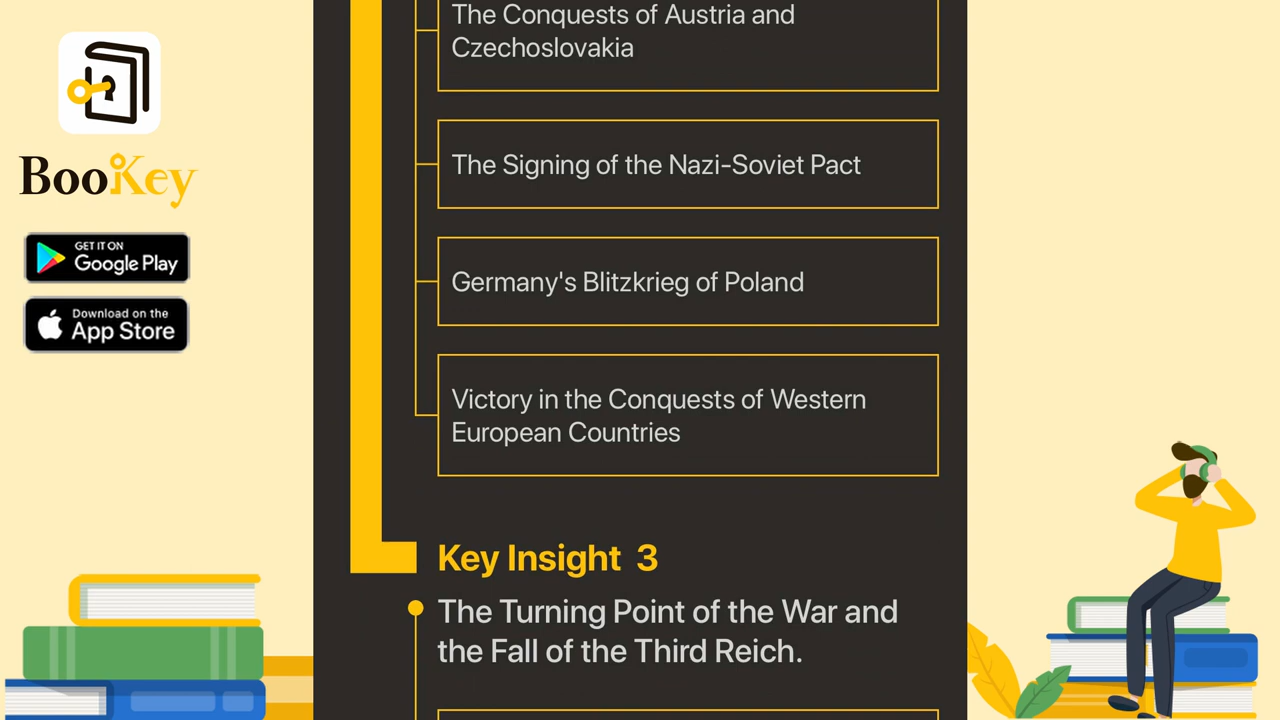 BooKey
GET IT ON
Google Play
Download on the
App Store
The Conquests of Austria and
Czechoslovakia
The Signing of the Nazi-Soviet Pact
Germany's Blitzkrieg of Poland
Victory in the Conquests of Western
European Countries
Key Insight 3
The Turning Point of the War and
the Fall of the Third Reich.